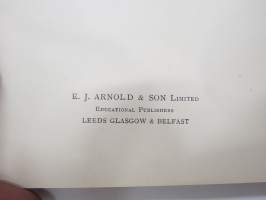 E. J. ARNOLD & SON LIMITED
EDUCATIONAL PUBLISHERS
LEEDS GLASGOW & BELFAST